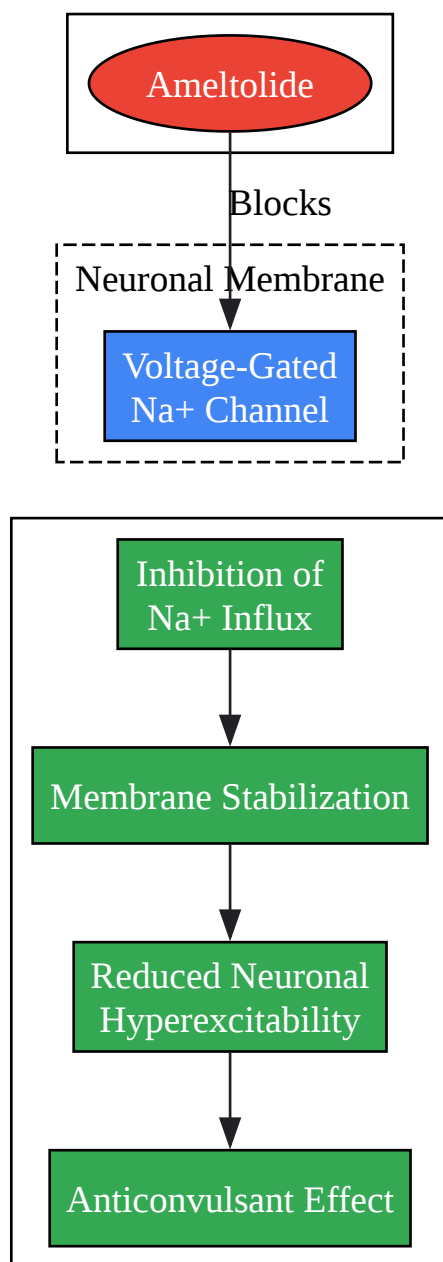 Ameltolide
Blocks
Neuronal Membrane
Voltage-Gated
Na+ Channel
Inhibition of
Na+ Influx
Membrane Stabilization
Reduced Neuronal
Hyperexcitability
Anticonvulsant Effect